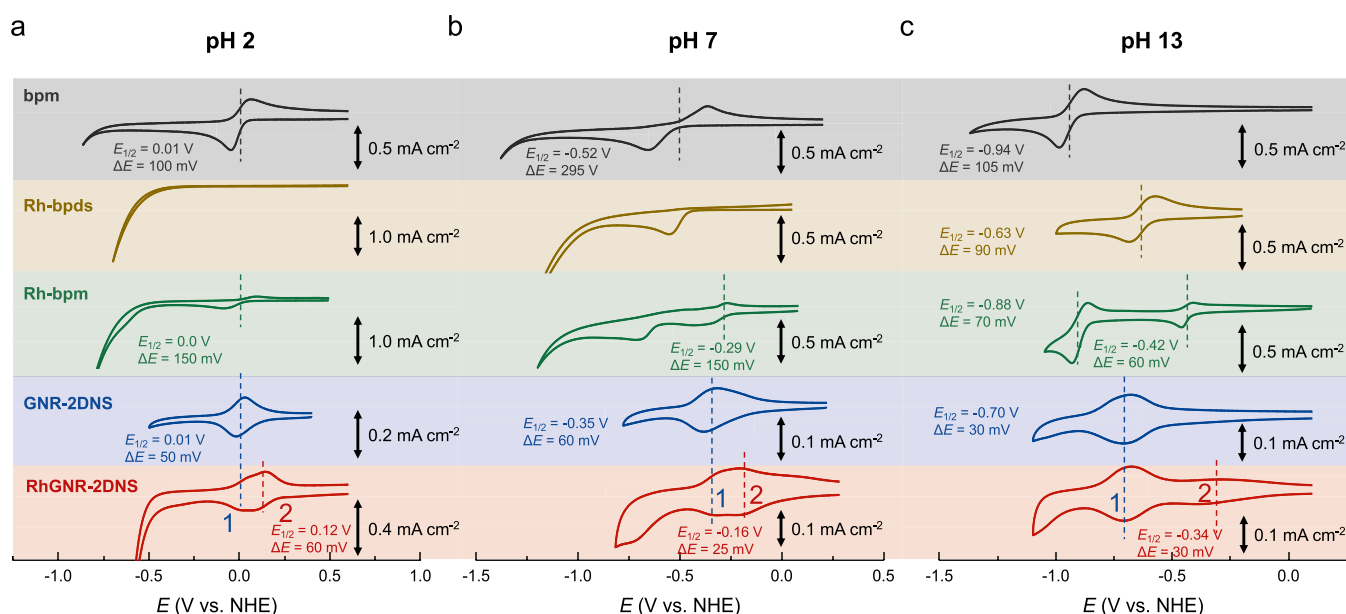 a
pH 2
b
pH 7
c
pH 13
bpm
E1/2 = 0.01 V
ΔE = 100 mV
0.5 mA cm-2
E1/2 = -0.52 V
ΔE = 295 mV
0.5 mA cm-2
E1/2 = -0.94 V
ΔE = 105 mV
0.5 mA cm-2
Rh-bpds
1.0 mA cm-2
0.5 mA cm-2
E1/2 = -0.63 V
ΔE = 90 mV
0.5 mA cm-2
Rh-bpm
E1/2 = 0.0 V
ΔE = 150 mV
1.0 mA cm-2
E1/2 = -0.29 V
ΔE = 150 mV
0.5 mA cm-2
E1/2 = -0.88 V
ΔE = 70 mV
E1/2 = -0.42 V
ΔE = 60 mV
0.5 mA cm-2
GNR-2DNS
E1/2 = 0.01 V
ΔE = 50 mV
0.2 mA cm-2
E1/2 = -0.35 V
ΔE = 60 mV
0.1 mA cm-2
E1/2 = -0.70 V
ΔE = 30 mV
0.1 mA cm-2
RhGNR-2DNS
1
2
E1/2 = 0.12 V
ΔE = 60 mV
0.4 mA cm-2
1
2
E1/2 = -0.16 V
ΔE = 25 mV
0.1 mA cm-2
1
2
E1/2 = -0.34 V
ΔE = 30 mV
0.1 mA cm-2
-1.0 -0.5 0.0 0.5 1.0
-1.5 -1.0 -0.5 0.0 0.5
-1.5 -1.0 -0.5 0.0
E (V vs. NHE)
E (V vs. NHE)
E (V vs. NHE)